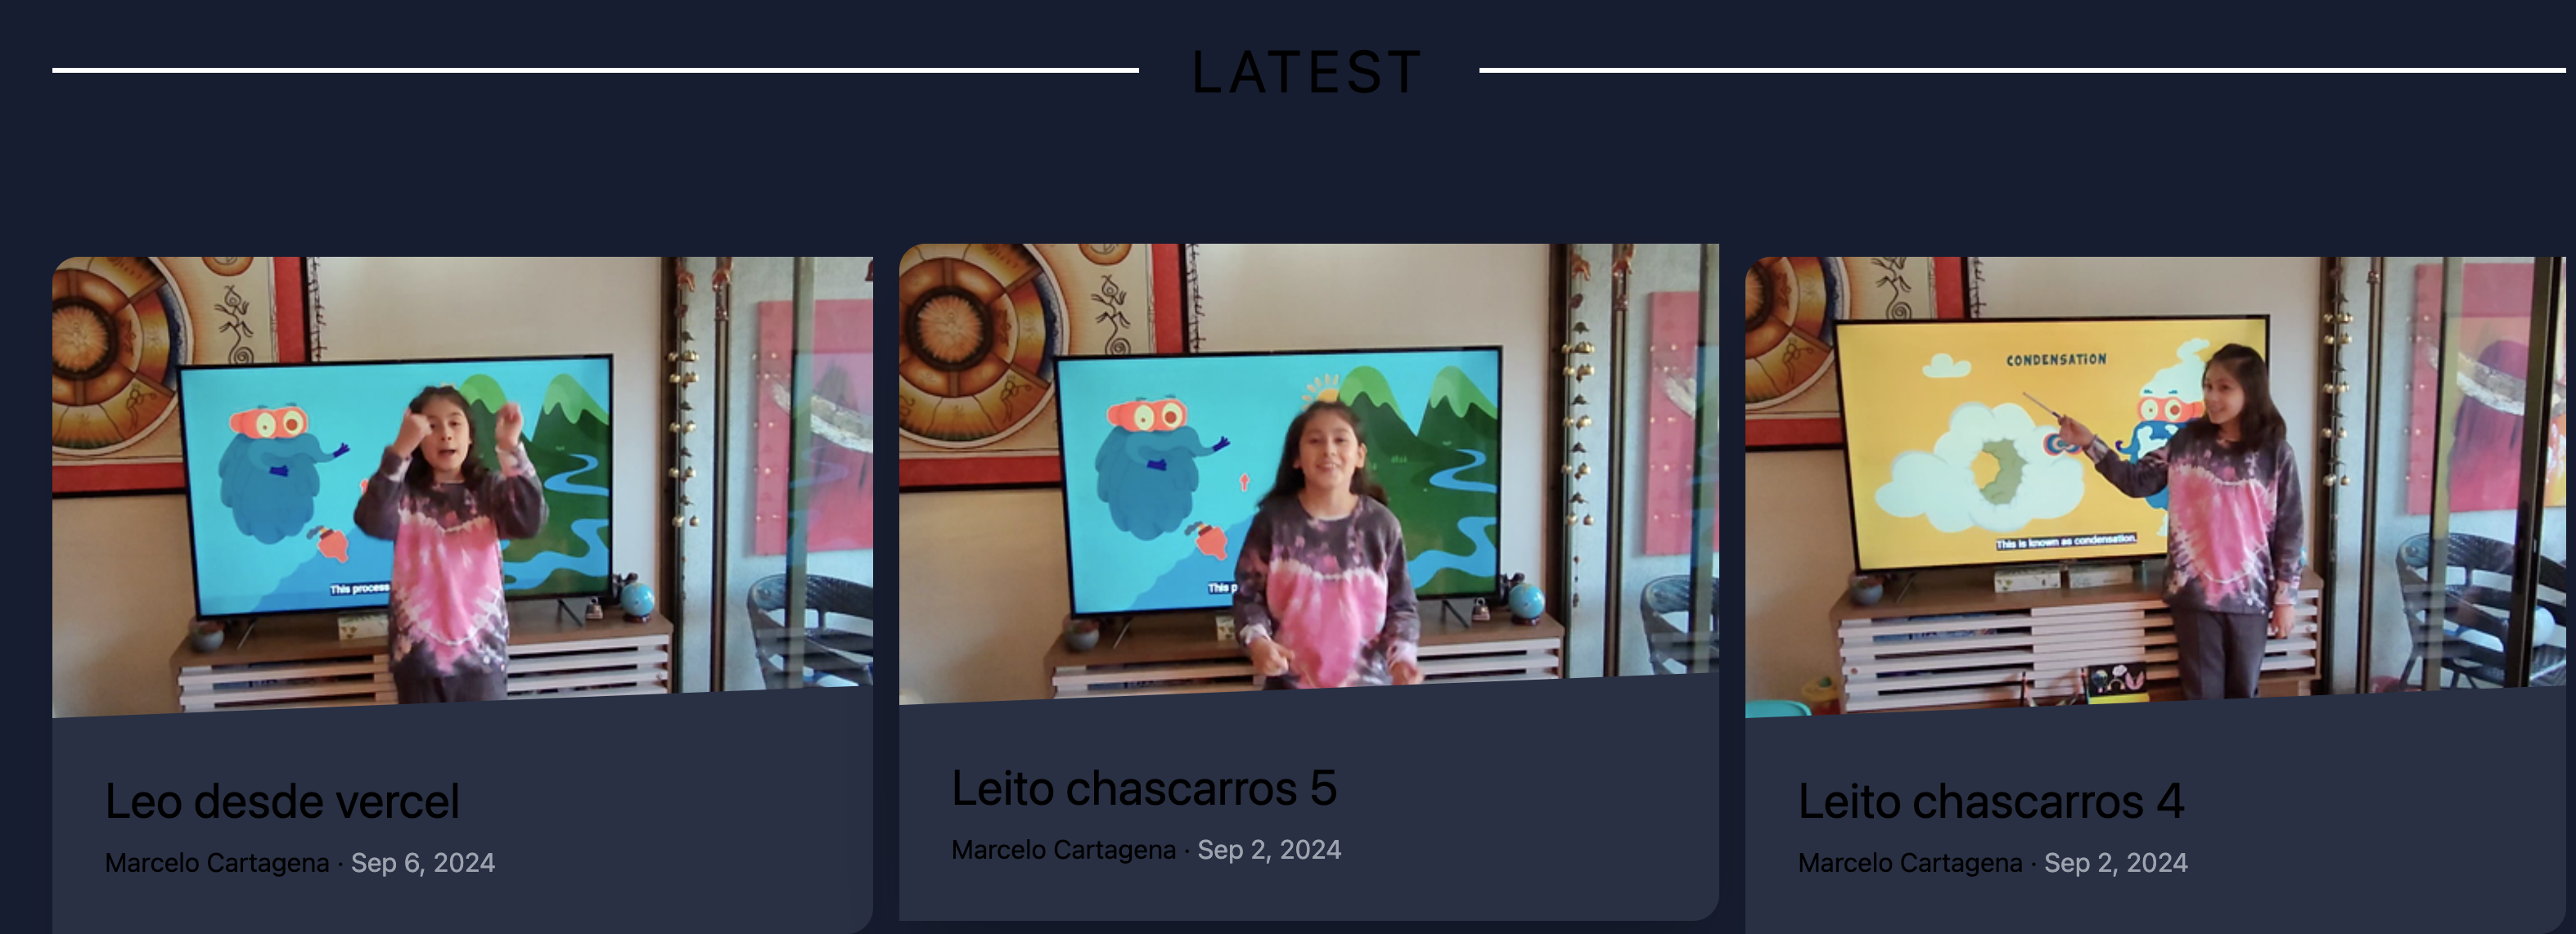 LATEST
This process
Leo desde vercel
Marcelo Cartagena · Sep 6, 2024
This p
Leito chascarros 5
Marcelo Cartagena · Sep 2, 2024
CONDENSATION
This is known as condensation.
Leito chascarros 4
Marcelo Cartagena · Sep 2, 2024